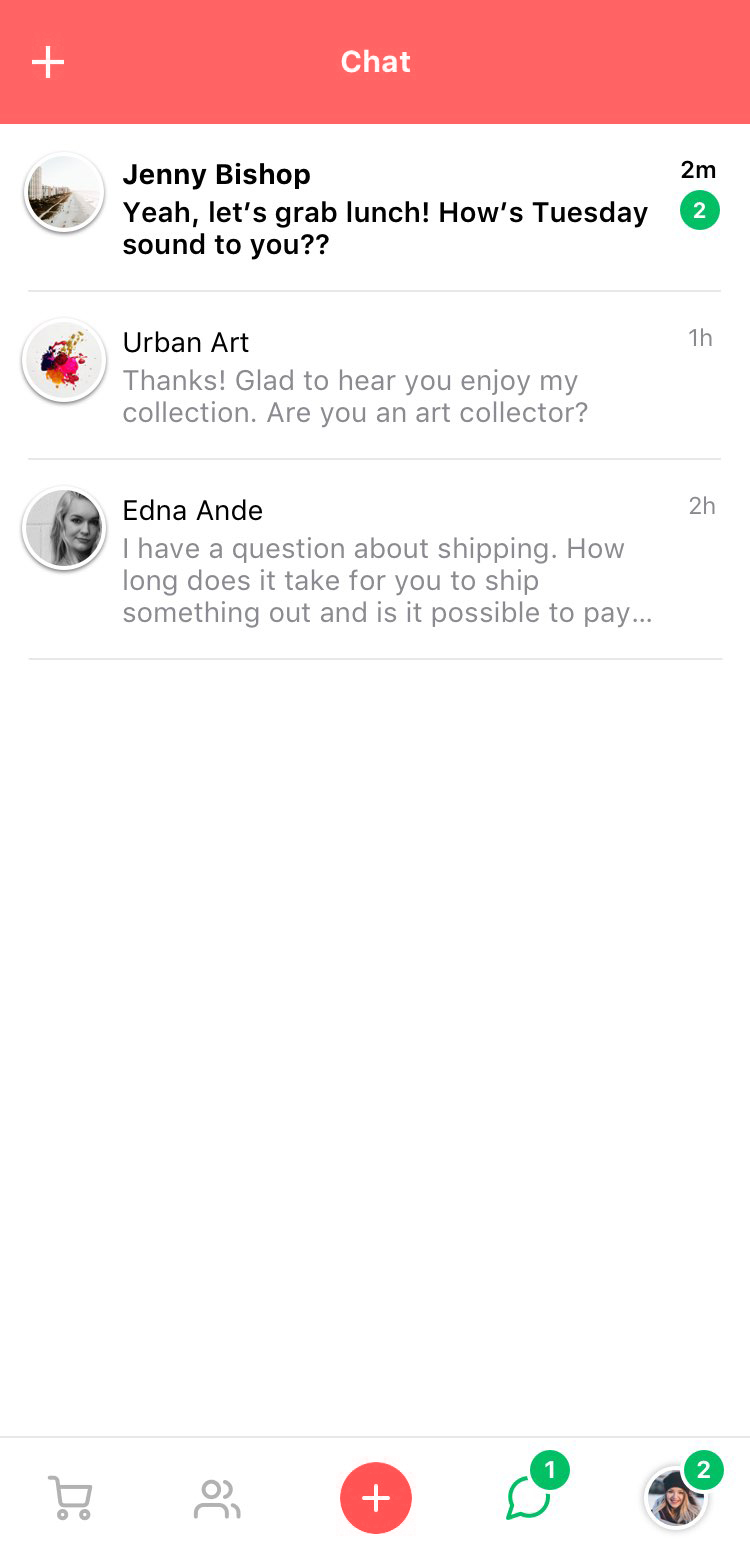 Chat
Jenny Bishop
2m
Yeah, let’s grab lunch! How’s Tuesday
2
sound to you??
Urban Art
1h
Thanks! Glad to hear you enjoy my
collection. Are you an art collector?
Edna Ande
2h
I have a question about shipping. How
long does it take for you to ship
something out and is it possible to pay...
1
2